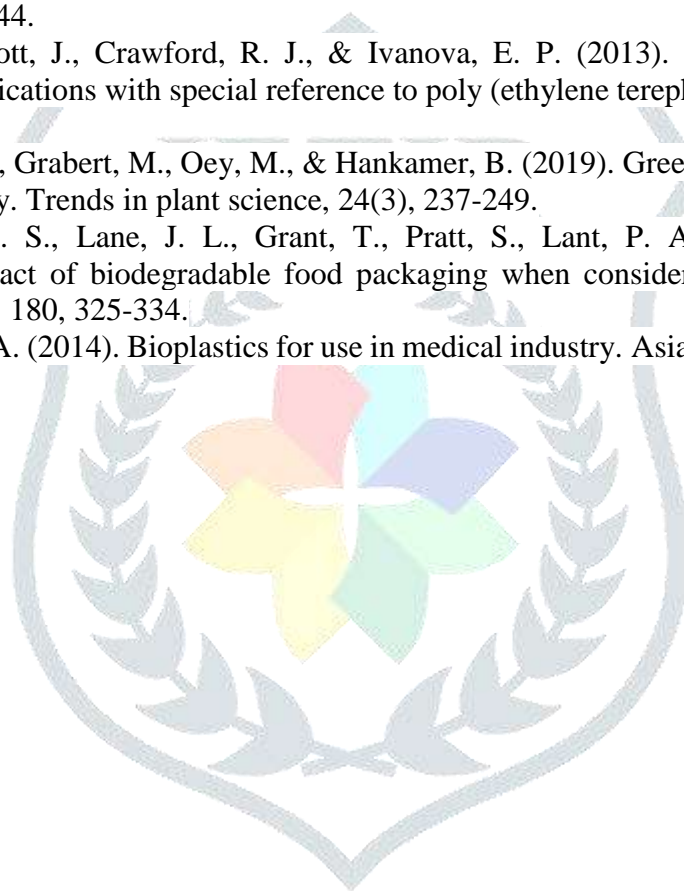 44.
ott, J., Crawford, R. J., & Ivanova, E. P. (2013).
ications with special reference to poly (ethylene tereph
, Grabert, M., Oey, M., & Hankamer, B. (2019). Gree
y. Trends in plant science, 24(3), 237-249.
. S., Lane, J. L., Grant, T., Pratt, S., Lant, P. A
act of biodegradable food packaging when consider
180, 325-334.
A. (2014). Bioplastics for use in medical industry. Asia